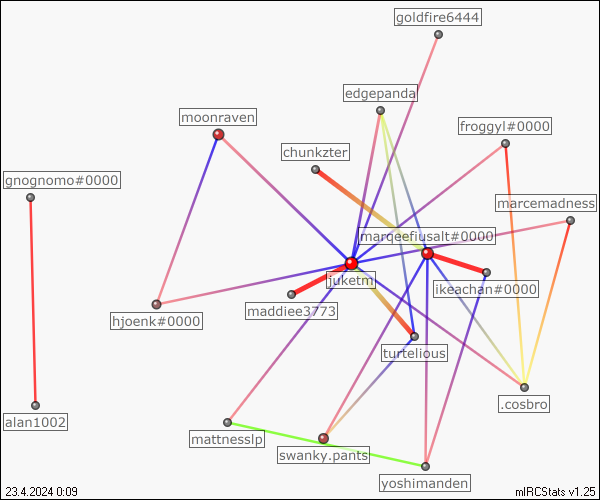 goldfire6444
edgepanda
moonraven
froggyl#0000
chunkzter
gnognomo#0000
marcemadness
marqeefiusalt#0000
juketm
ikeachan#0000
maddiee3773
hjoenk#0000
turtelious
.cosbro
alan1002
mattnesslp
swanky.pants
yoshimanden
23.4.2024 0:09
mIRCStats v1.25